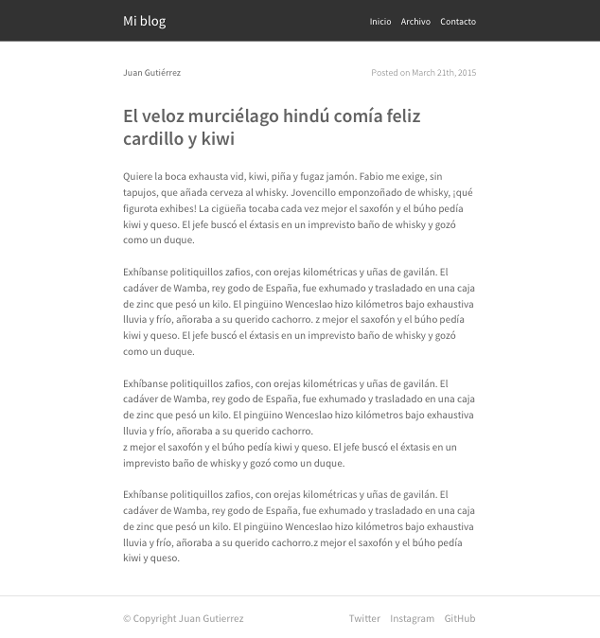 Mi blog
Inicio Archivo Contacto
Juan Gutiérrez
Posted on March 21th, 2015
El veloz murciélago hindú comía feliz
cardillo y kiwi
Quiere la boca exhausta vid, kiwi, piña y fugaz jamón. Fabio me exige, sin
tapujos, que añada cerveza al whisky. Jovencillo emponzoñado de whisky, ¡qué
figurota exhibes! La cigüeña tocaba cada vez mejor el saxofón y el búho pedía
kiwi y queso. El jefe buscó el éxtasis en un imprevisto baño de whisky y gozó
como un duque.
Exhíbanse politiquillos zafios, con orejas kilométricas y uñas de gavilán. El
cadáver de Wamba, rey godo de España, fue exhumado y trasladado en una caja
de zinc que pesó un kilo. El pingüino Wenceslao hizo kilómetros bajo exhaustiva
lluvia y frío, añoraba a su querido cachorro. z mejor el saxofón y el búho pedía
kiwi y queso. El jefe buscó el éxtasis en un imprevisto baño de whisky y gozó
como un duque.
Exhíbanse politiquillos zafios, con orejas kilométricas y uñas de gavilán. El
cadáver de Wamba, rey godo de España, fue exhumado y trasladado en una caja
de zinc que pesó un kilo. El pingüino Wenceslao hizo kilómetros bajo exhaustiva
lluvia y frío, añoraba a su querido cachorro.
z mejor el saxofón y el búho pedía kiwi y queso. El jefe buscó el éxtasis en un
imprevisto baño de whisky y gozó como un duque.
Exhíbanse politiquillos zafios, con orejas kilométricas y uñas de gavilán. El
cadáver de Wamba, rey godo de España, fue exhumado y trasladado en una caja
de zinc que pesó un kilo. El pingüino Wenceslao hizo kilómetros bajo exhaustiva
lluvia y frío, añoraba a su querido cachorro.z mejor el saxofón y el búho pedía
kiwi y queso.
© Copyright Juan Gutierrez
Twitter Instagram GitHub